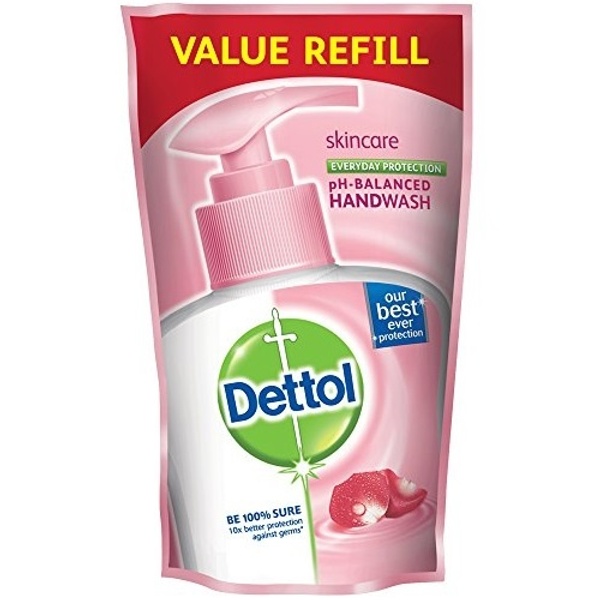 VALUE REFILL
skincare
EVERYDAY PROTECTION
pH-BALANCED
HANDWASH
our
best
ever
protection
Dettol
BE 100% SURE
10x better protection
against germs*